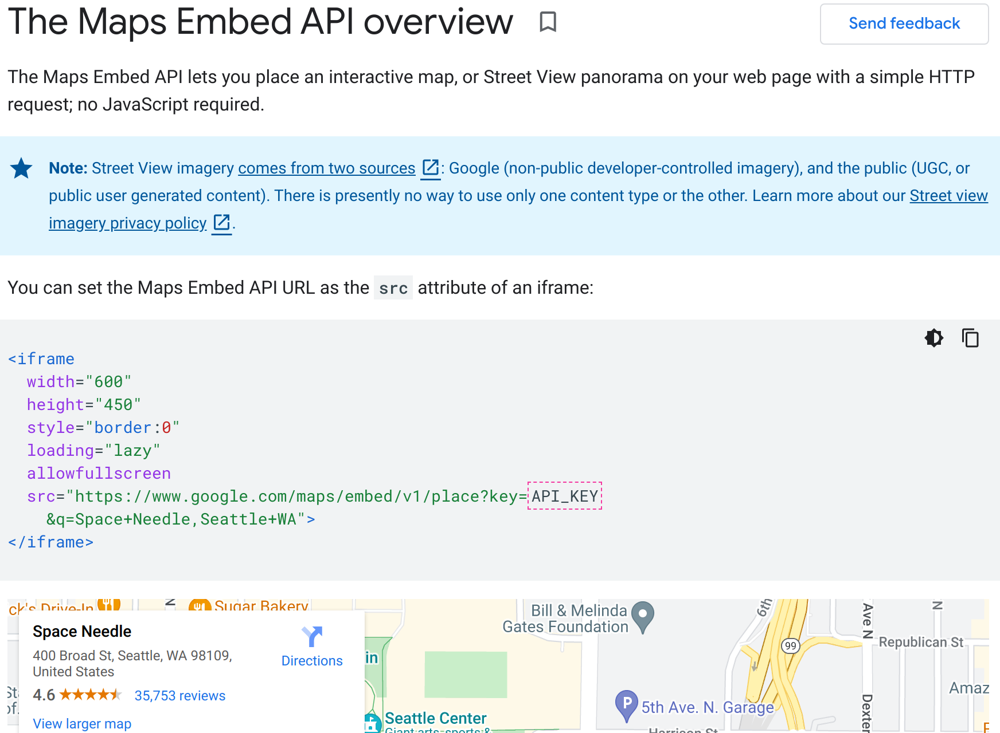 The Maps Embed API overview
Send feedback
The Maps Embed API lets you place an interactive map, or Street View panorama on your web page with a simple HTTP
request; no JavaScript required.
Note: Street View imagery comes from two sources : Google (non-public developer-controlled imagery), and the public (UGC, or
public user generated content). There is presently no way to use only one content type or the other. Learn more about our Street view
imagery privacy policy .
You can set the Maps Embed API URL as the src attribute of an iframe:
<iframe
  width="600"
  height="450"
  style="border:0"
  loading="lazy"
  allowfullscreen
  src="https://www.google.com/maps/embed/v1/place?key=API_KEY
    &q=Space+Needle,Seattle+WA">
</iframe>
ck's Drive-In
N
Sugar Bakery
Space Needle
400 Broad St, Seattle, WA 98109,
United States
4.6
35,753 reviews
View larger map
Directions
in
Bill & Melinda
Gates Foundation
6th
99
Ave N
N
Republican St
Amaz
P
5th Ave. N. Garage
Dexter
Seattle Center
Giant arts, sports &
Harrison St